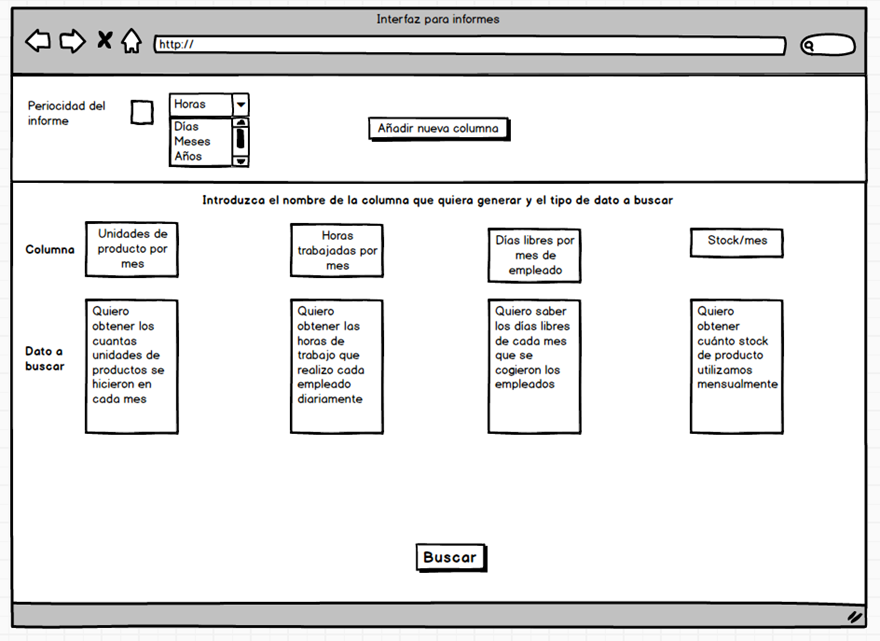 Interfaz para informes
http://
Periocidad del
informe
Horas
Días
Meses
Años
Añadir nueva columna
Introduzca el nombre de la columna que quiera generar y el tipo de dato a buscar
Columna
Unidades de
producto por
mes
Horas
trabajadas por
mes
Días libres por
mes de
empleado
Stock/mes
Dato a
buscar
Quiero
obtener los
cuantas
unidades de
productos se
hicieron en
cada mes
Quiero
obtener las
horas de
trabajo que
realizo cada
empleado
diariamente
Quiero saber
los días libres
de cada mes
que se
cogieron los
empleados
Quiero
obtener
cuánto stock
de producto
utilizamos
mensualmente
Buscar